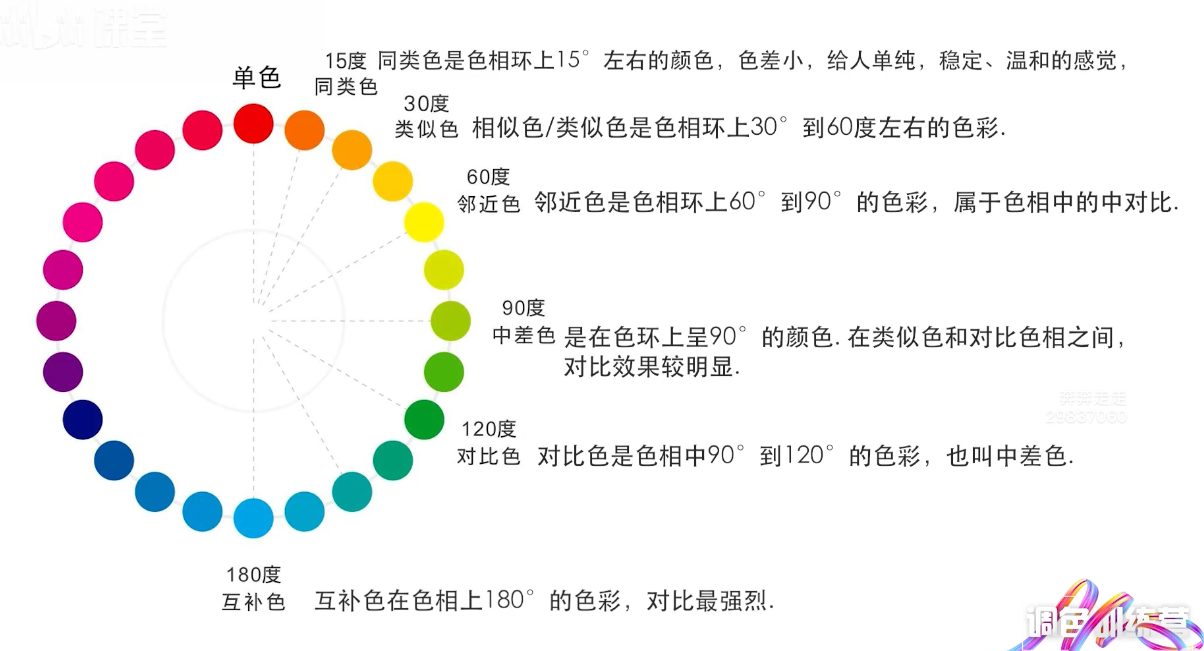 课堂
单色
15度 同类色是色相环上15°左右的颜色，色差小，给人单纯，稳定、温和的感觉，
同类色
30度
类似色 相似色/类似色是色相环上30°到60度左右的色彩.
60度
邻近色 邻近色是色相环上60°到90°的色彩，属于色相中的中对比.
90度
中差色 是在色环上呈90°的颜色. 在类似色和对比色相之间，
对比效果较明显.
奔奔走走
29837060
120度
对比色 对比色是色相中90°到120°的色彩，也叫中差色.
180度
互补色 互补色在色相上180°的色彩，对比最强烈.
调色训练营